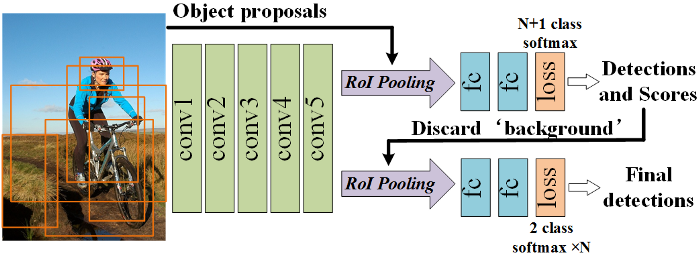 Object proposals
conv1
conv2
conv3
conv4
conv5
RoI Pooling
fc
fc
loss
N+1 class
softmax
Detections
and Scores
Discard ‘background’
RoI Pooling
fc
fc
loss
2 class
softmax ×N
Final
detections